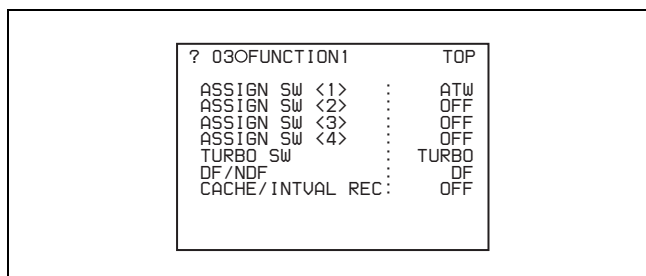 ? 03OFUNCTION1 TOP
ASSIGN SW <1> : ATW
ASSIGN SW <2> : OFF
ASSIGN SW <3> : OFF
ASSIGN SW <4> : OFF
TURBO SW : TURBO
DF/NDF : DF
CACHE/INTVAL REC: OFF